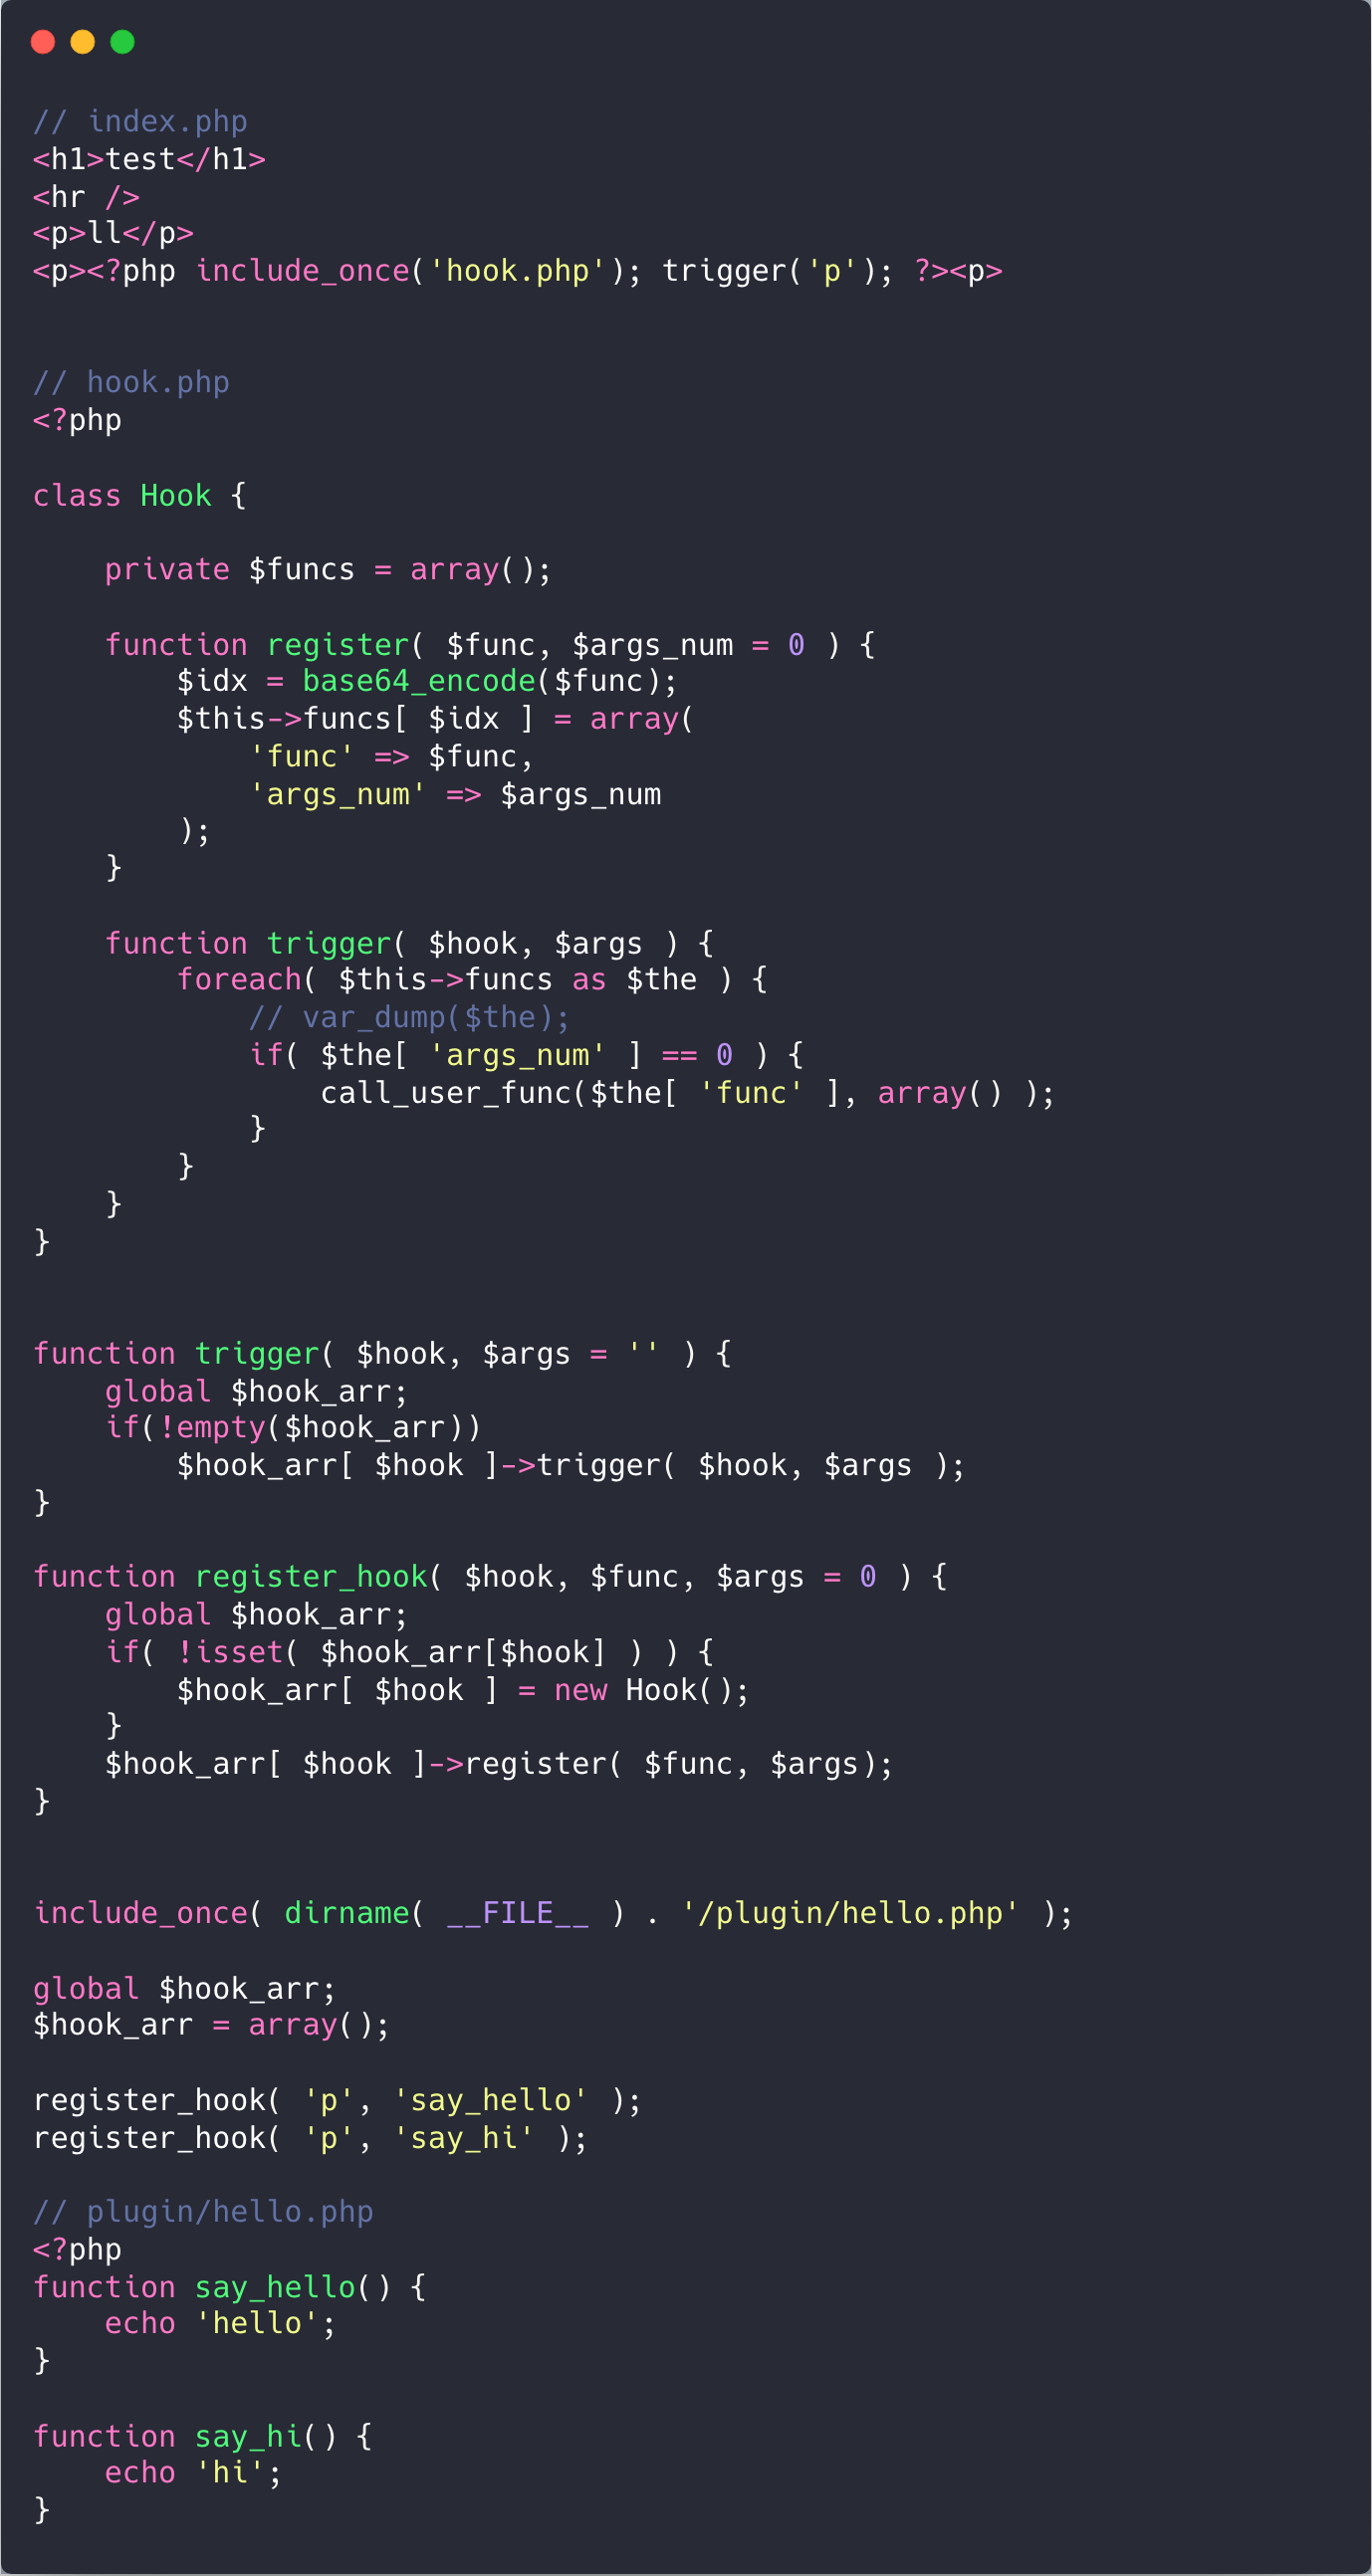 // index.php
<h1>test</h1>
<hr />
<p>ll</p>
<p><?php include_once('hook.php'); trigger('p'); ?><p>
// hook.php
<?php
class Hook {
    private $funcs = array();
    function register( $func, $args_num = 0 ) {
        $idx = base64_encode($func);
        $this->funcs[ $idx ] = array(
            'func' => $func,
            'args_num' => $args_num
        );
    }
    function trigger( $hook, $args ) {
        foreach( $this->funcs as $the ) {
            // var_dump($the);
            if( $the[ 'args_num' ] == 0 ) {
                call_user_func($the[ 'func' ], array() );
            }
        }
    }
}
function trigger( $hook, $args = '' ) {
    global $hook_arr;
    if(!empty($hook_arr))
        $hook_arr[ $hook ]->trigger( $hook, $args );
}
function register_hook( $hook, $func, $args = 0 ) {
    global $hook_arr;
    if( !isset( $hook_arr[$hook] ) ) {
        $hook_arr[ $hook ] = new Hook();
    }
    $hook_arr[ $hook ]->register( $func, $args);
}
include_once( dirname( __FILE__ ) . '/plugin/hello.php' );
global $hook_arr;
$hook_arr = array();
register_hook( 'p', 'say_hello' );
register_hook( 'p', 'say_hi' );
// plugin/hello.php
<?php
function say_hello() {
    echo 'hello';
}
function say_hi() {
    echo 'hi';
}